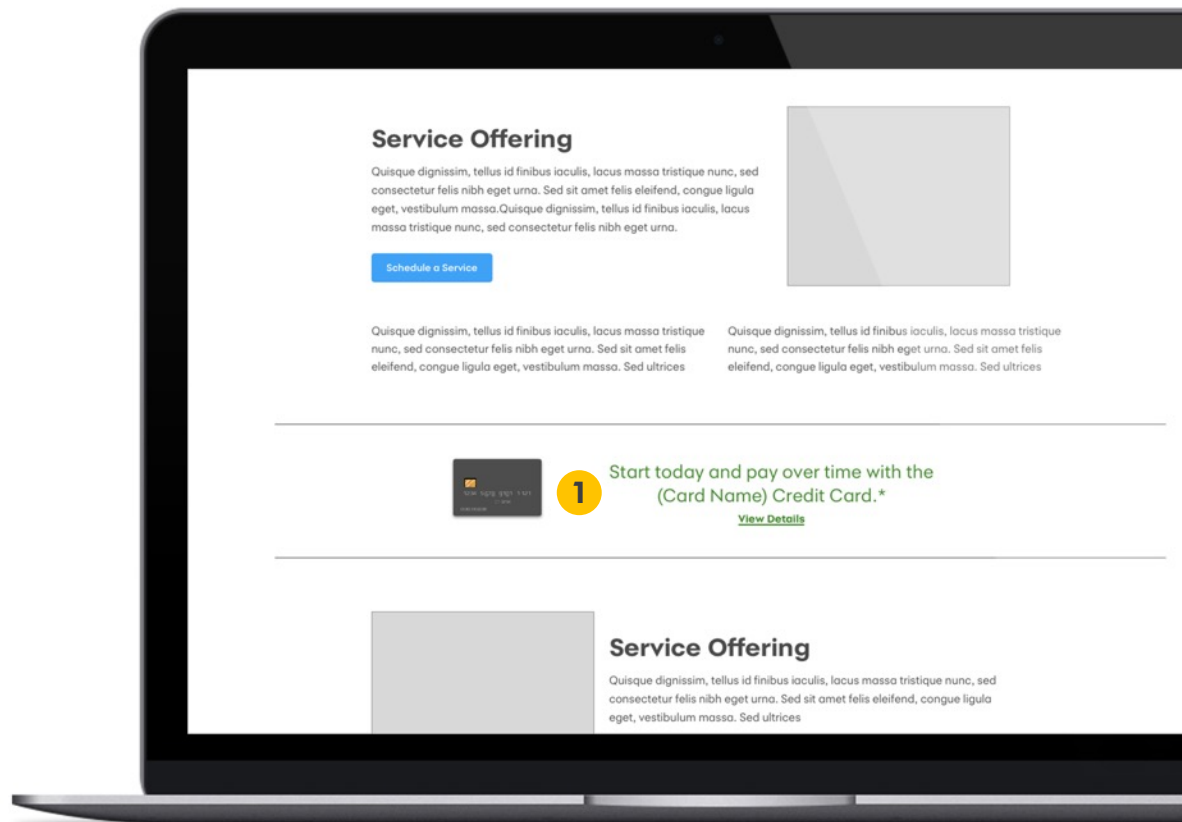 Service Offering
Quisque dignissim, tellus id finibus iaculis, lacus massa tristique nunc, sed
consectetur felis nibh eget urna. Sed sit amet felis eleifend, congue ligula
eget, vestibulum massa.Quisque dignissim, tellus id finibus iaculis, lacus
massa tristique nunc, sed consectetur felis nibh eget urna.
Schedule a Service
Quisque dignissim, tellus id finibus iaculis, lacus massa tristique
nunc, sed consectetur felis nibh eget urna. Sed sit amet felis
eleifend, congue ligula eget, vestibulum massa. Sed ultrices
Quisque dignissim, tellus id finibus iaculis, lacus massa tristique
nunc, sed consectetur felis nibh eget urna. Sed sit amet felis
eleifend, congue ligula eget, vestibulum massa. Sed ultrices
1
Start today and pay over time with the
(Card Name) Credit Card.*
View Details
Service Offering
Quisque dignissim, tellus id finibus iaculis, lacus massa tristique nunc, sed
consectetur felis nibh eget urna. Sed sit amet felis eleifend, congue ligula
eget, vestibulum massa. Sed ultrices